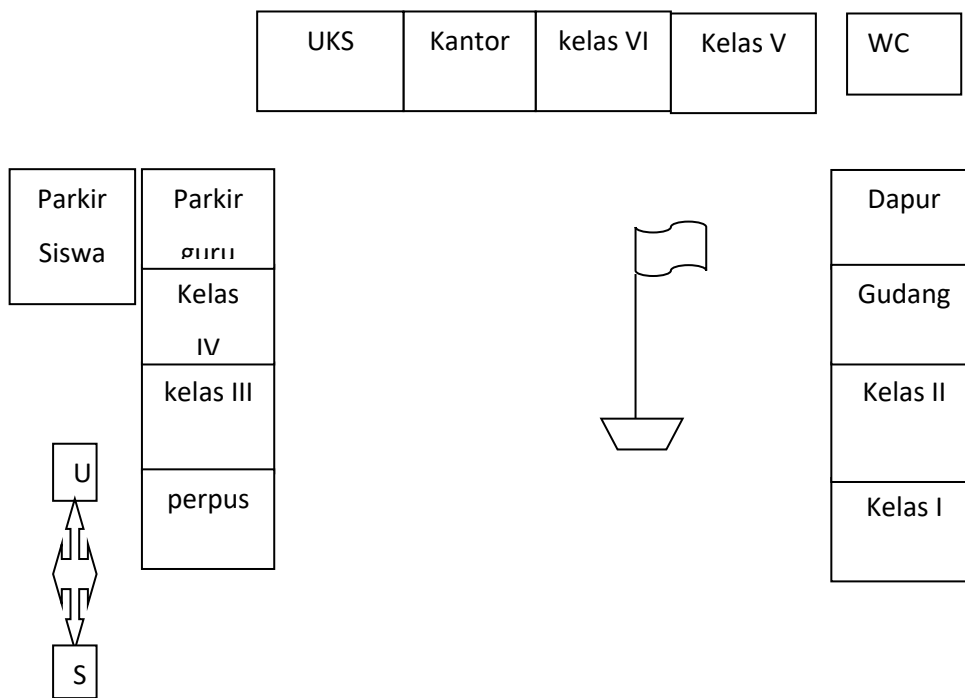 UKS
Kantor
kelas VI
Kelas V
WC
Parkir
Siswa
Parkir
guru
Kelas
IV
kelas III
perpus
Dapur
Gudang
Kelas II
Kelas I
U
S